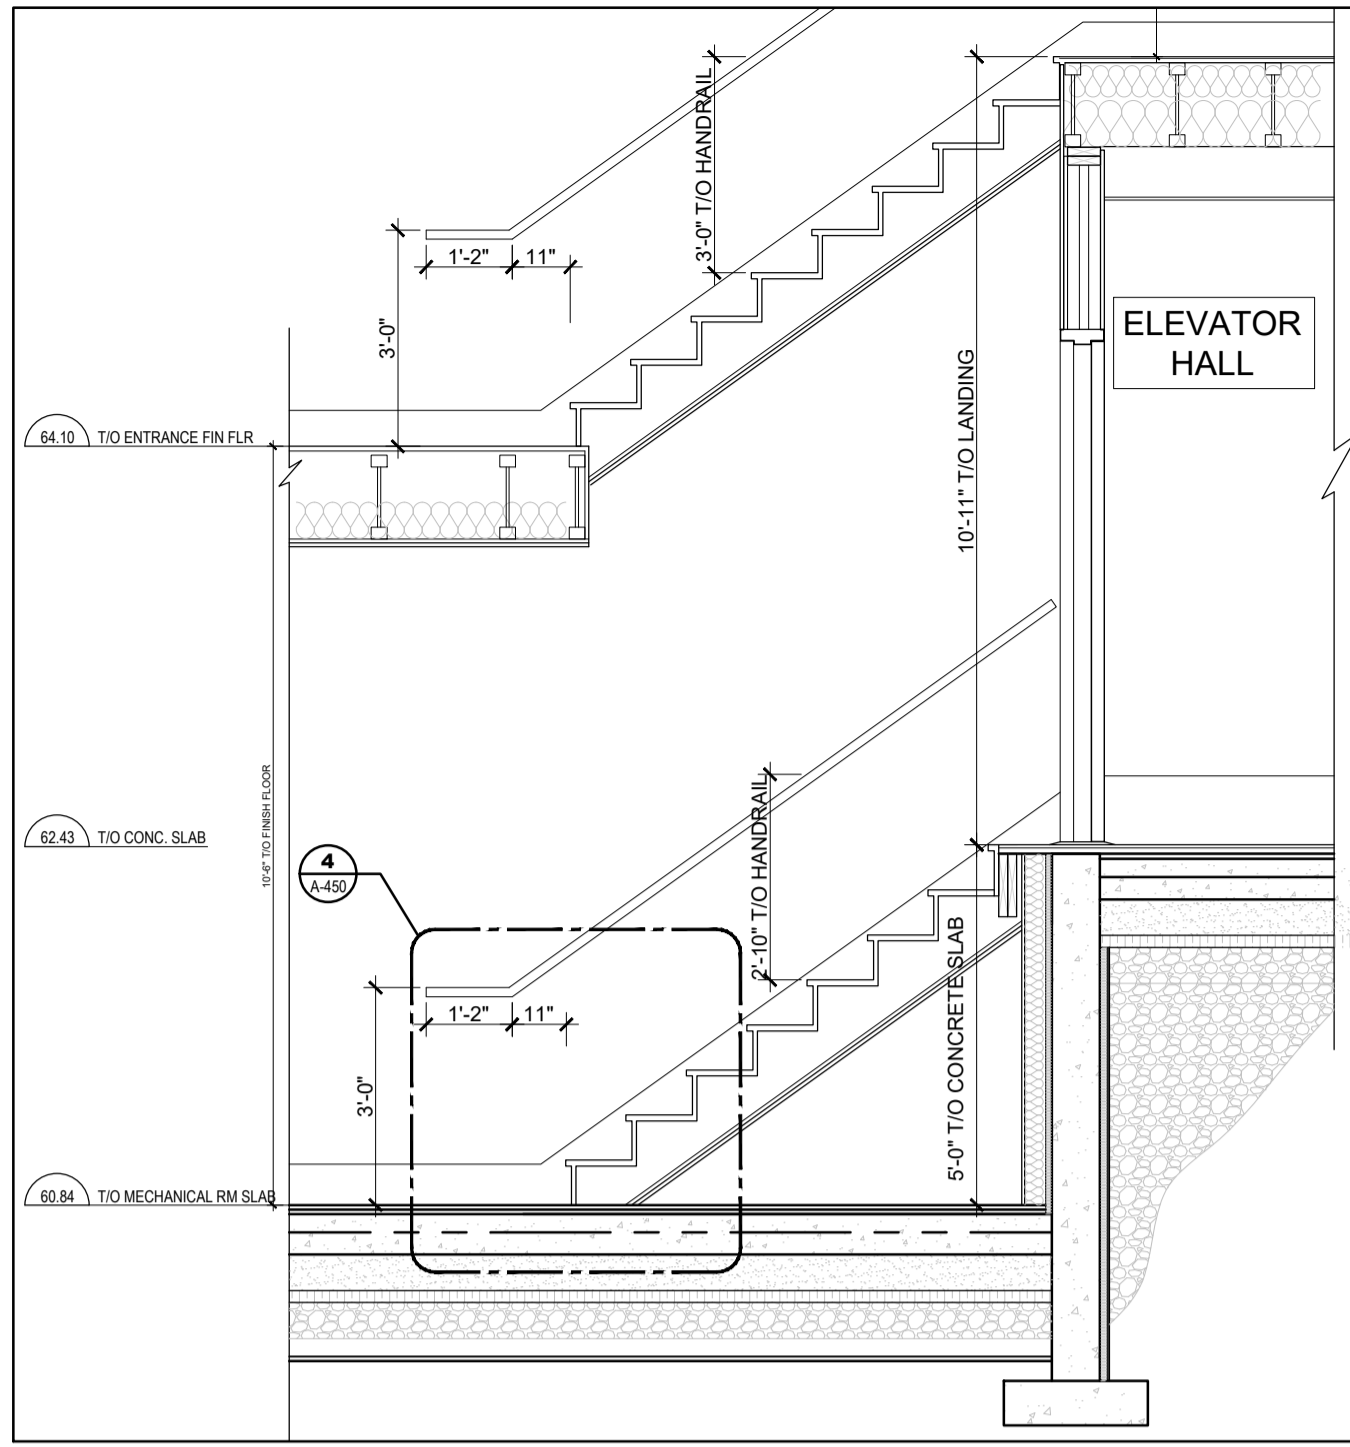 3'-0" T/O HANDRAIL
1'-2"
11"
3'-0"
ELEVATOR
HALL
10'-11" T/O LANDING
64.10
T/O ENTRANCE FIN FLR
10'-6" T/O FINISH FLOOR
62.43
T/O CONC. SLAB
4
A-450
2'-10" T/O HANDRAIL
1'-2"
11"
3'-0"
5'-0" T/O CONCRETE SLAB
60.84
T/O MECHANICAL RM SLAB